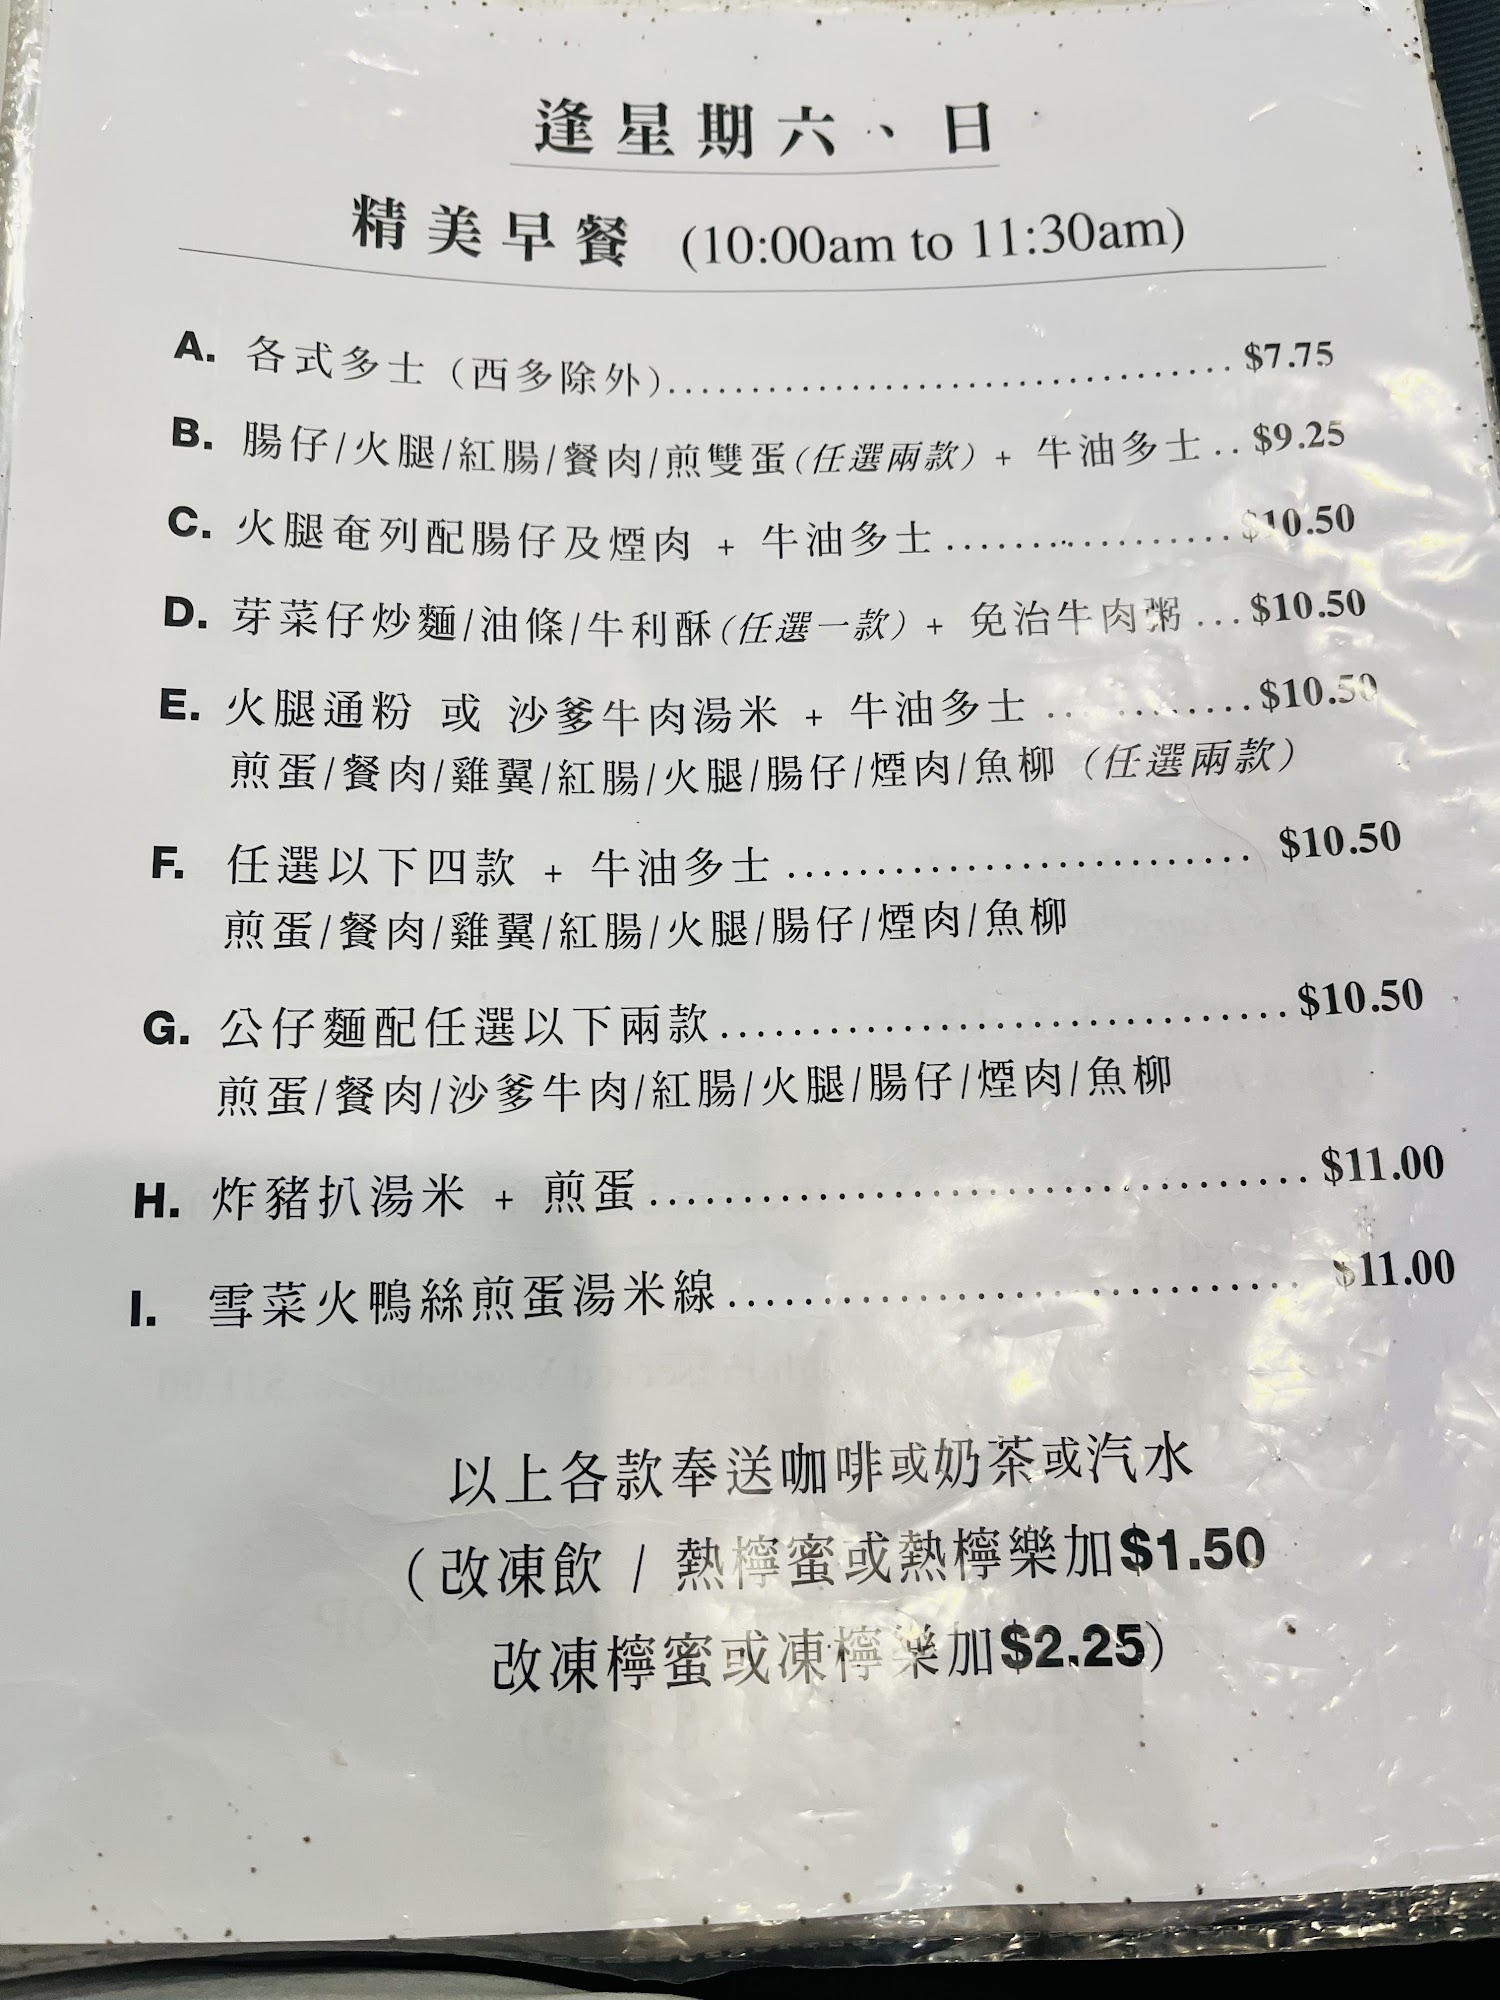 逢星期六、日
精美早餐 (10:00am to 11:30am)
A. 各式多士 (西多除外).......................................$7.75
B. 腸仔/火腿/紅腸/餐肉/煎雙蛋(任選兩款) + 牛油多士..$9.25
C. 火腿奄列配腸仔及煙肉 + 牛油多士....................$10.50
D. 芽菜仔炒麵/油條/牛利酥(任選一款) + 免治牛肉粥...$10.50
E. 火腿通粉 或 沙爹牛肉湯米 + 牛油多士............$10.50
煎蛋/餐肉/雞翼/紅腸/火腿/腸仔/煙肉/魚柳 (任選兩款)
F. 任選以下四款 + 牛油多士............................ $10.50
煎蛋/餐肉/雞翼/紅腸/火腿/腸仔/煙肉/魚柳
G. 公仔麵配任選以下兩款..................................$10.50
煎蛋/餐肉/沙爹牛肉/紅腸/火腿/腸仔/煙肉/魚柳
H. 炸豬扒湯米 + 煎蛋.......................................$11.00
I. 雪菜火鴨絲煎蛋湯米線.................................. $11.00
以上各款奉送咖啡或奶茶或汽水
(改凍飲 / 熱檸蜜或熱檸樂加$1.50
改凍檸蜜或凍檸樂加$2.25)